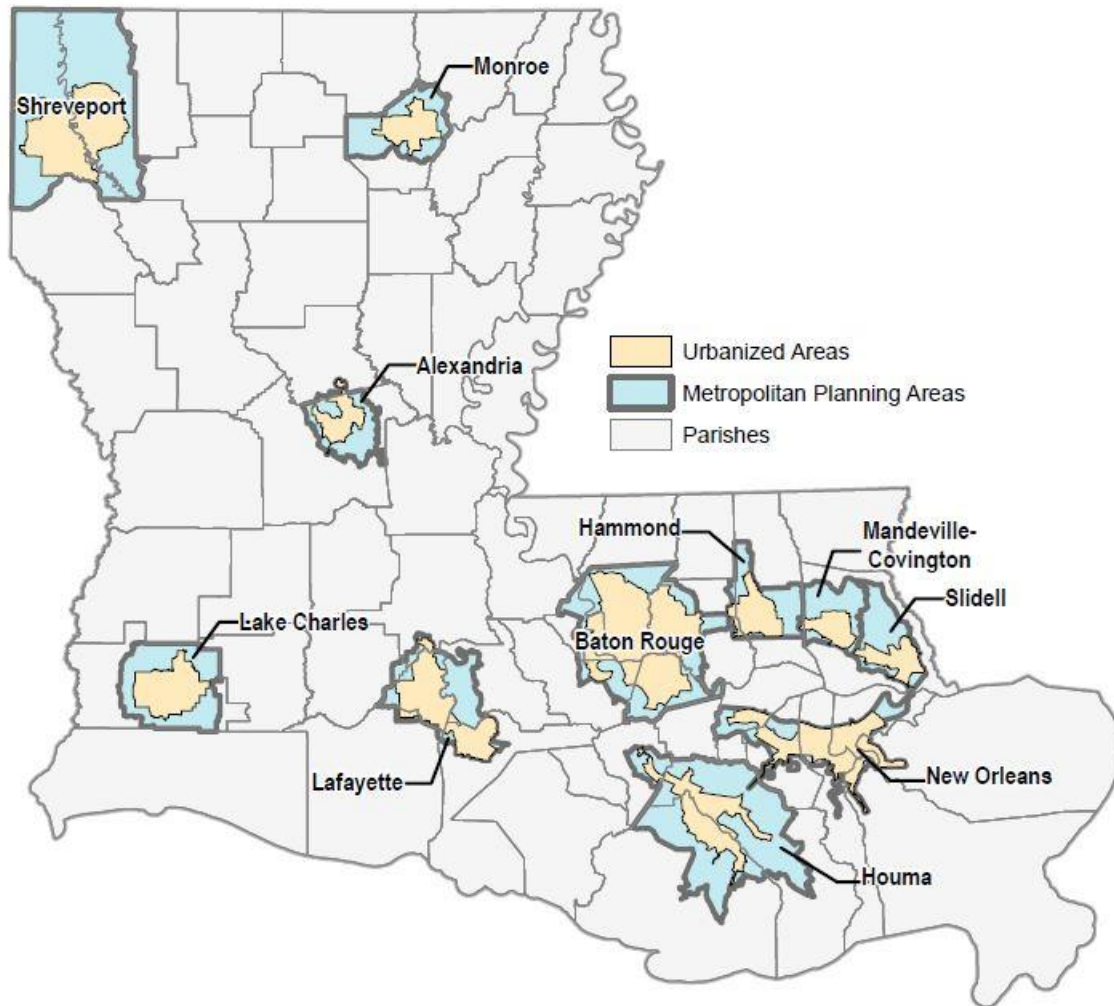 Monroe
Shreveport
Alexandria
Urbanized Areas
Metropolitan Planning Areas
Parishes
Hammond
Mandeville-
Covington
Slidell
Lake Charles
Baton Rouge
Lafayette
New Orleans
Houma